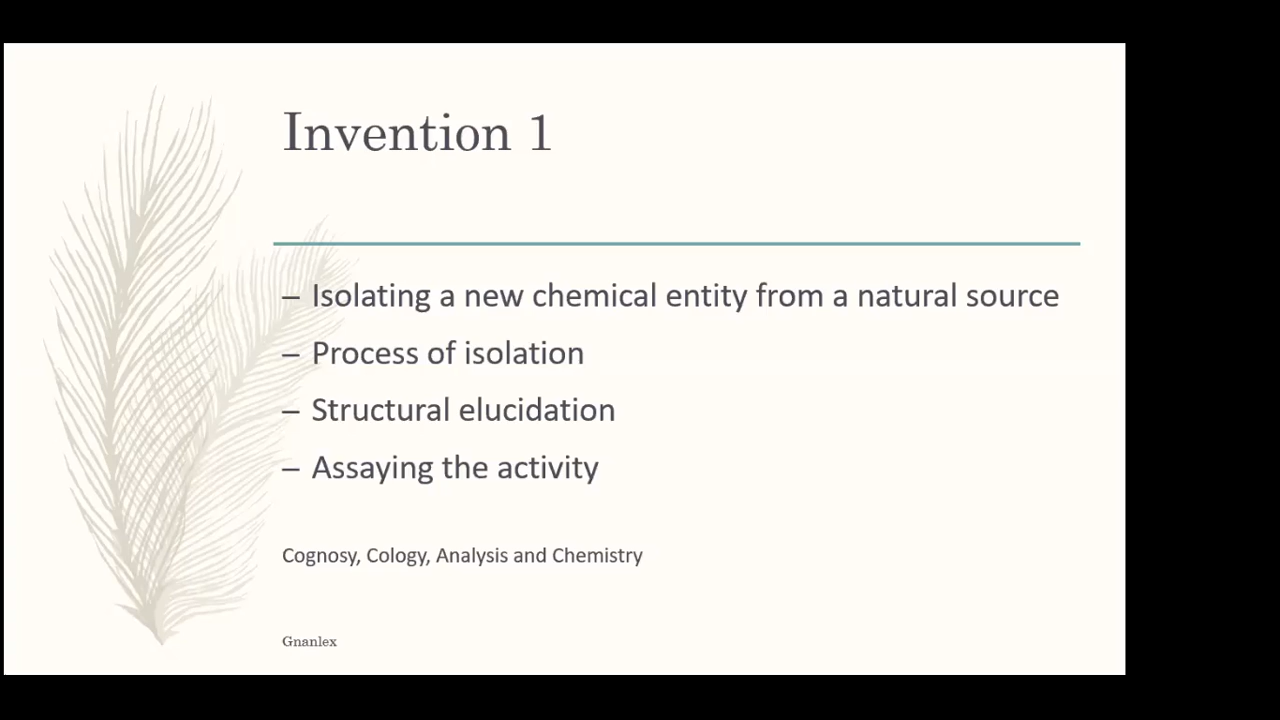 Invention 1
– Isolating a new chemical entity from a natural source
– Process of isolation
– Structural elucidation
– Assaying the activity
Cognosy, Cology, Analysis and Chemistry
Gnanlex